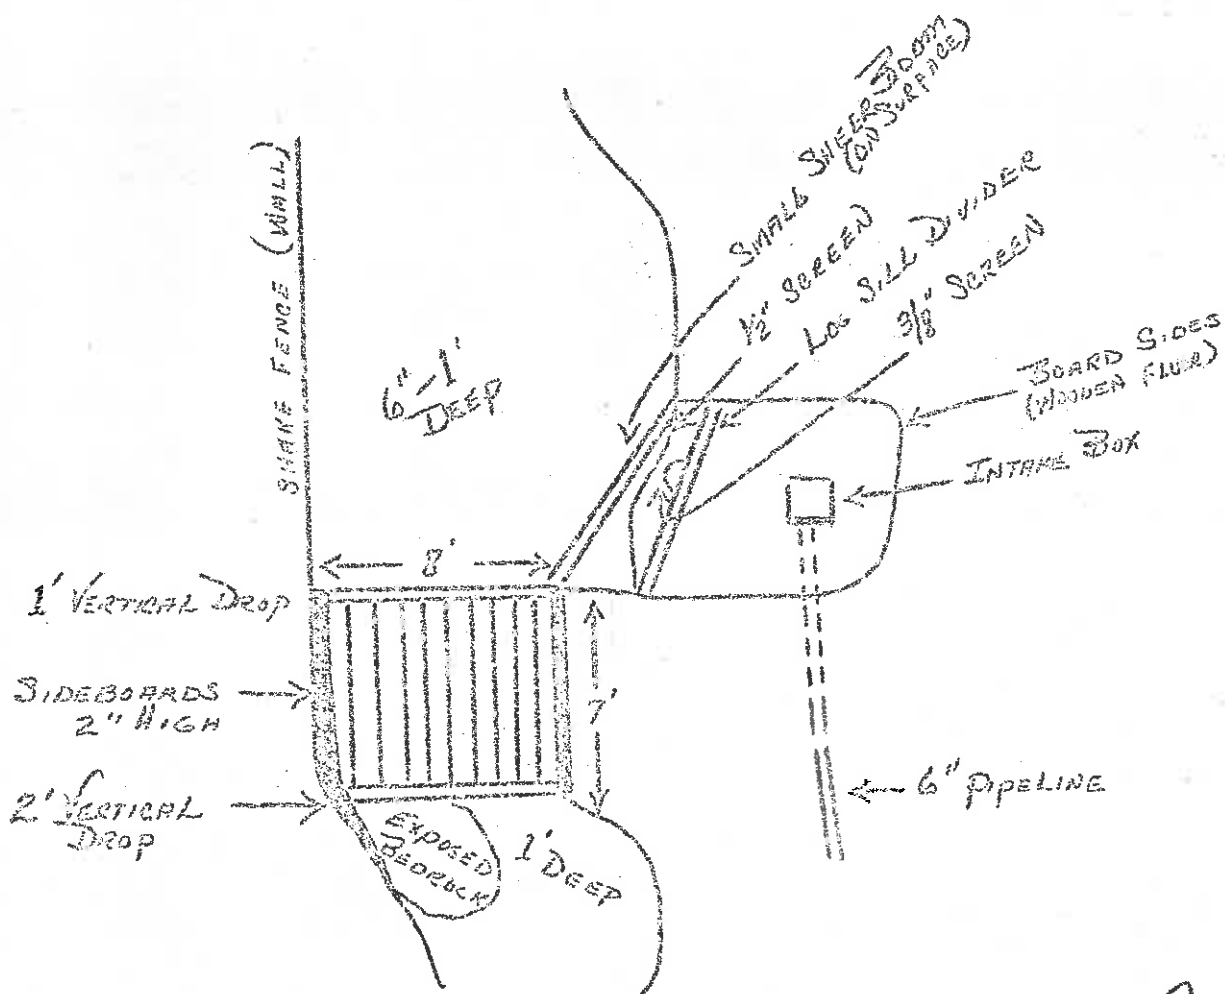 SMALL SHEER BOOM
(ON SURFACE)
1/2" SCREEN
LOG SILL DIVIDER
3/8" SCREEN
SHAKE FENCE (WALL)
6"-1'
DEEP
BOARD SIDES
(WOODEN FLUME)
INTAKE BOX
8'
1' VERTICAL DROP
SIDEBOARDS
2" HIGH
7'
2' VERTICAL
DROP
6" PIPELINE
EXPOSED
BEDROCK
1' DEEP